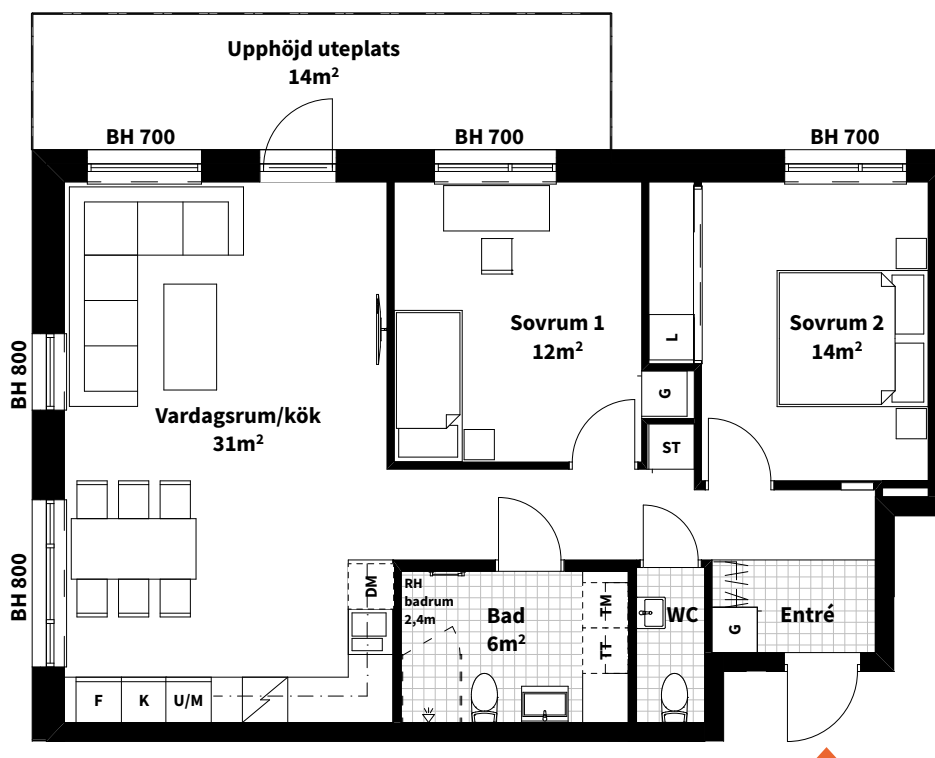 Upphöjd uteplats
14m²
BH 700
BH 700
BH 700
BH 800
BH 800
Sovrum 1
12m²
Sovrum 2
14m²
Vardagsrum/kök
31m²
L
G
ST
DM
RH
badrum
2,4m
Bad
6m²
TM
TT
WC
G
Entré
F
K
U/M